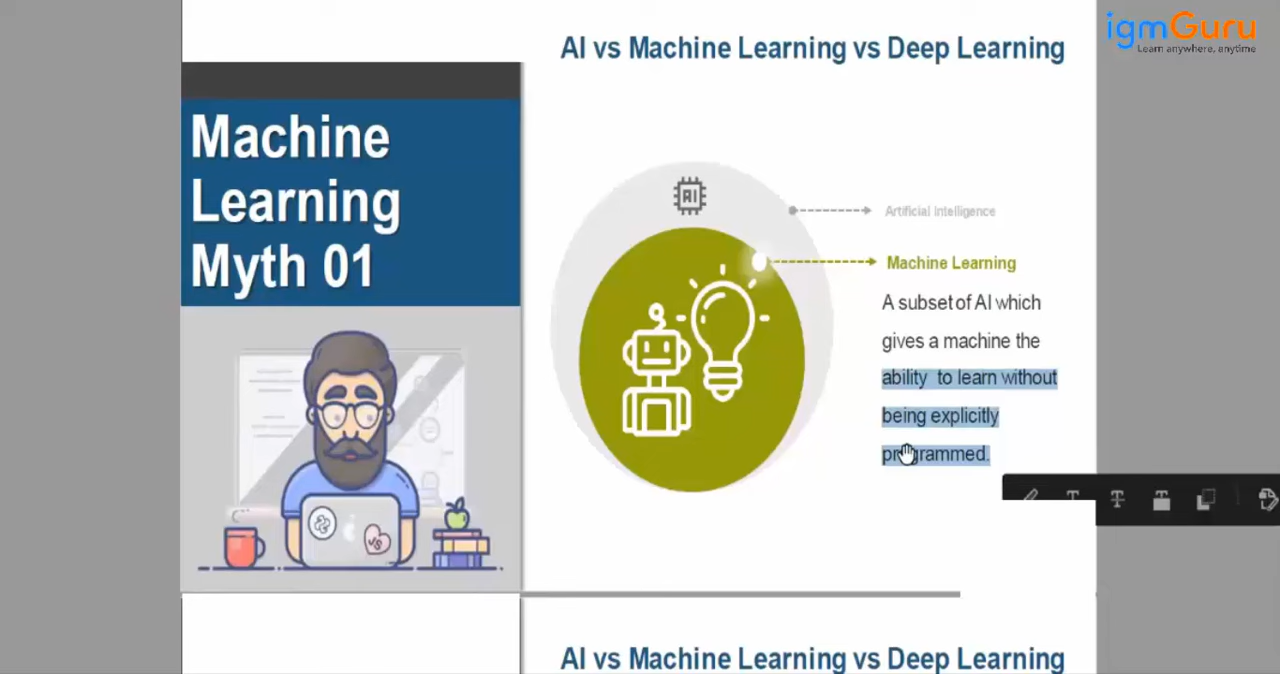 igmGuru
Learn anywhere, anytime
AI vs Machine Learning vs Deep Learning
Machine
Learning
Myth 01
AI
Artificial Intelligence
Machine Learning
A subset of AI which
gives a machine the
ability to learn without
being explicitly
programmed.
AI vs Machine Learning vs Deep Learning